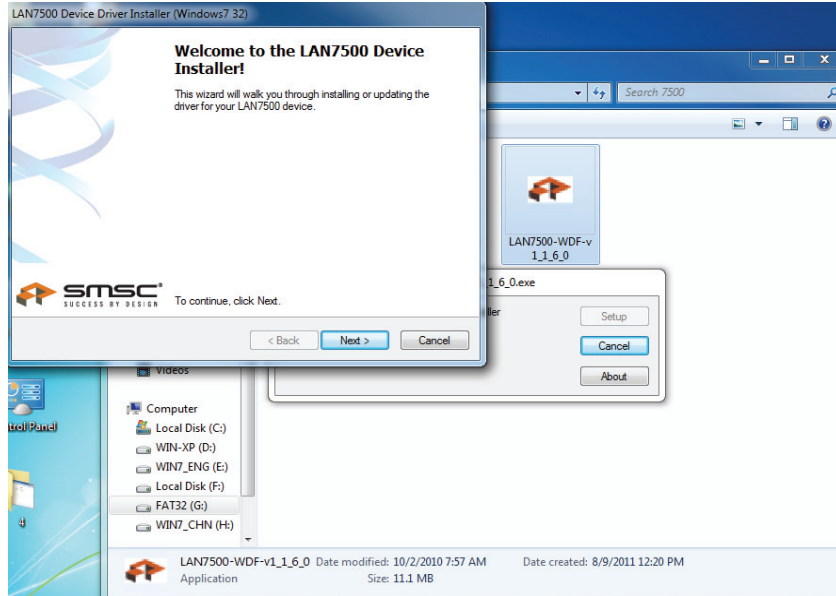 LAN7500 Device Driver Installer (Windows7 32)
Welcome to the LAN7500 Device
Installer!
This wizard will walk you through installing or updating the
driver for your LAN7500 device.
smsc
SUCCESS BY DESIGN
To continue, click Next.
< Back
Next >
Cancel
Search 7500
LAN7500-WDF-v
1_1_6_0
1_6_0.exe
ller
Setup
Cancel
About
Videos
Computer
Local Disk (C:)
WIN-XP (D:)
WIN7_ENG (E:)
Local Disk (F:)
FAT32 (G:)
WIN7_CHN (H:)
trol Panel
4
LAN7500-WDF-v1_1_6_0 Date modified: 10/2/2010 7:57 AM Date created: 8/9/2011 12:20 PM
Application Size: 11.1 MB